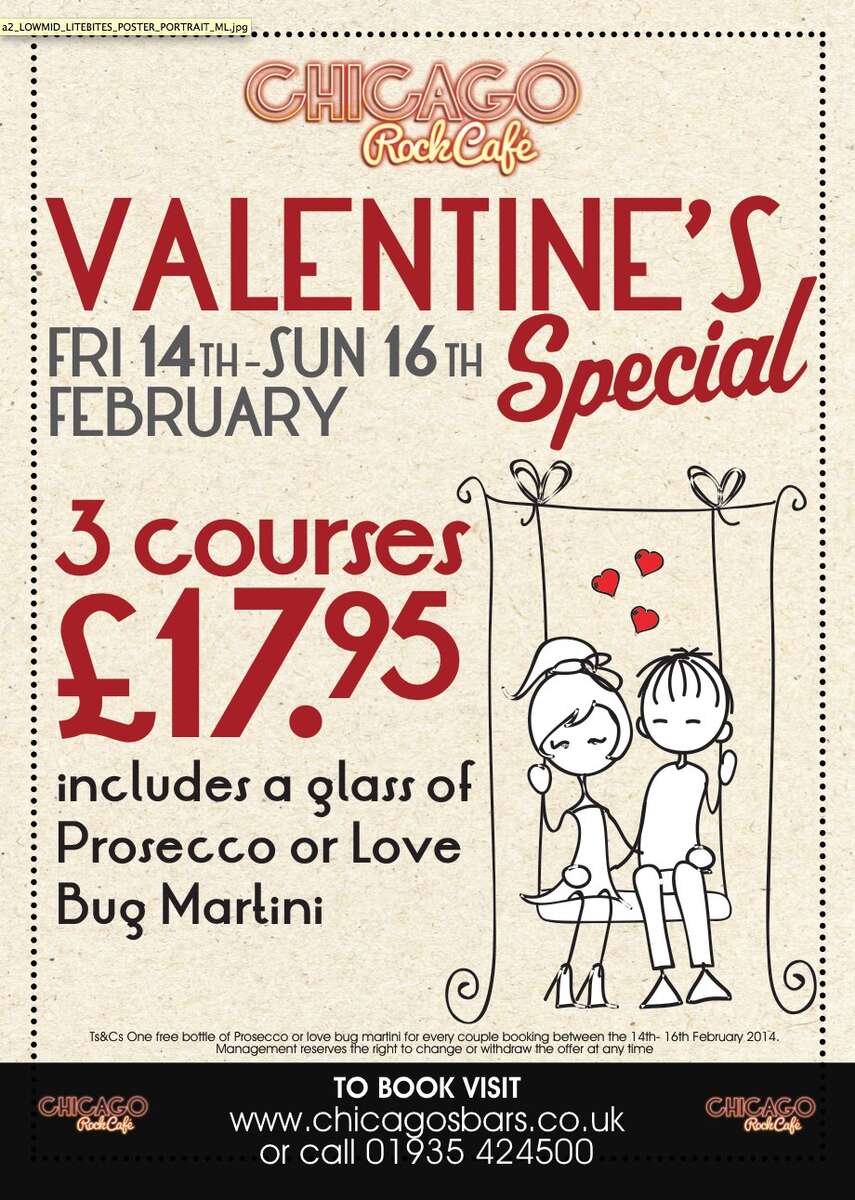 a2_LOWMID_LITEBITES_POSTER_PORTRAIT_ML.jpg
CHICAGO
Rock Café
VALENTINE'S
FRI 14TH - SUN 16TH
FEBRUARY
Special
3 courses
£17.95
includes a glass of
Prosecco or Love
Bug Martini
Ts&Cs One free bottle of Prosecco or love bug martini for every couple booking between the 14th- 16th February 2014.
Management reserves the right to change or withdraw the offer at any time
TO BOOK VISIT
www.chicagosbars.co.uk
or call 01935 424500
CHICAGO
Rock Café
CHICAGO
Rock Café